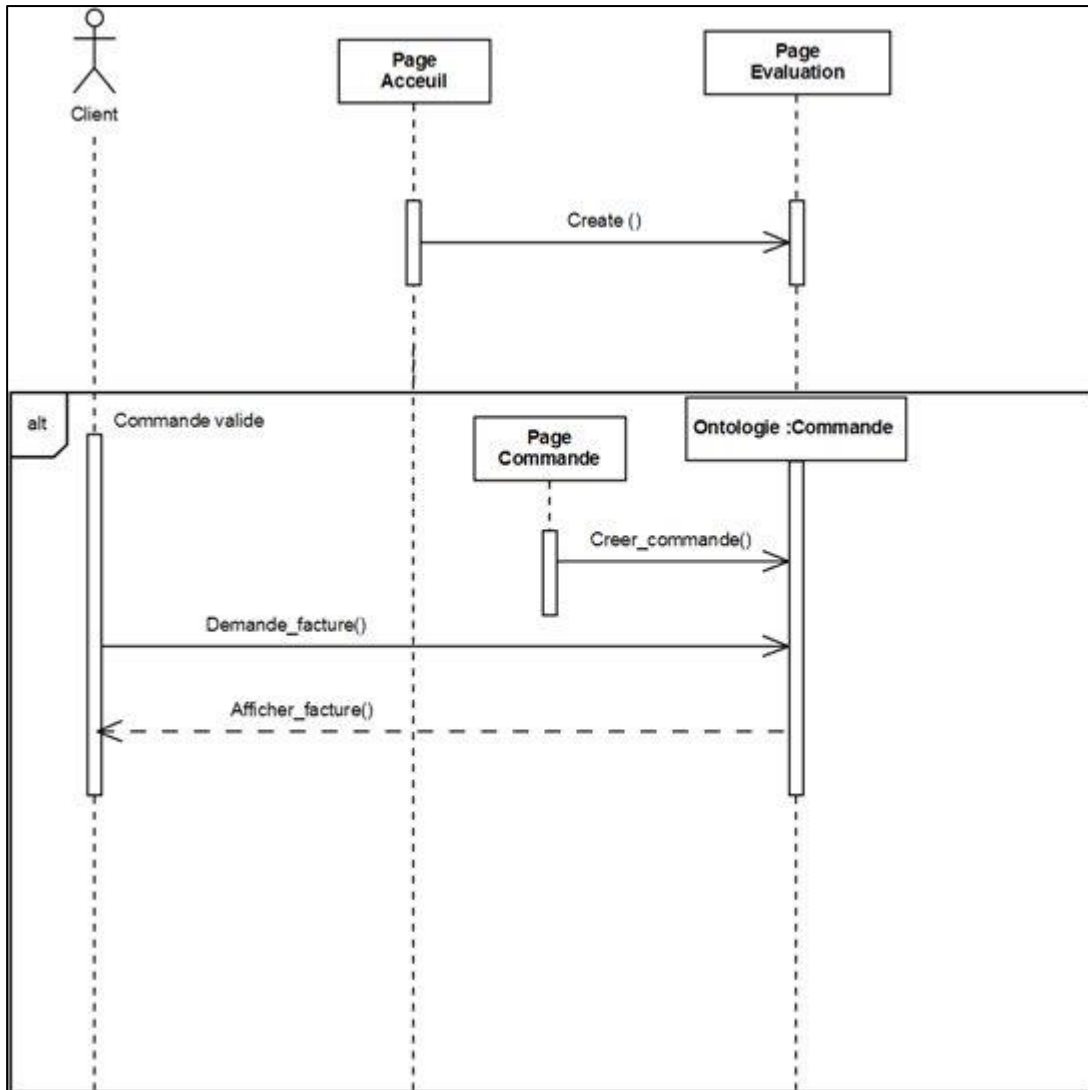 Client
Page
Acceuil
Page
Evaluation
Create ()
alt
Commande valide
Page
Commande
Ontologie :Commande
Creer_commande()
Demande_facture()
Afficher_facture()